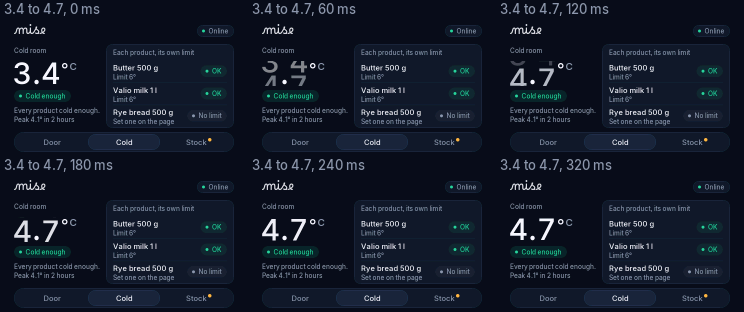 3.4 to 4.7, 0 ms
mise
Online
Cold room
3.4°C
Cold enough
Every product cold enough.
Peak 4.1° in 2 hours
Each product, its own limit
Butter 500 g
Limit 6°
OK
Valio milk 1 l
Limit 6°
OK
Rye bread 500 g
Set one on the page
No limit
Door
Cold
Stock
3.4 to 4.7, 60 ms
mise
Online
Cold room
°C
Cold enough
Every product cold enough.
Peak 4.1° in 2 hours
Each product, its own limit
Butter 500 g
Limit 6°
OK
Valio milk 1 l
Limit 6°
OK
Rye bread 500 g
Set one on the page
No limit
Door
Cold
Stock
3.4 to 4.7, 120 ms
mise
Online
Cold room
4.7°C
Cold enough
Every product cold enough.
Peak 4.1° in 2 hours
Each product, its own limit
Butter 500 g
Limit 6°
OK
Valio milk 1 l
Limit 6°
OK
Rye bread 500 g
Set one on the page
No limit
Door
Cold
Stock
3.4 to 4.7, 180 ms
mise
Online
Cold room
4.7°C
Cold enough
Every product cold enough.
Peak 4.1° in 2 hours
Each product, its own limit
Butter 500 g
Limit 6°
OK
Valio milk 1 l
Limit 6°
OK
Rye bread 500 g
Set one on the page
No limit
Door
Cold
Stock
3.4 to 4.7, 240 ms
mise
Online
Cold room
4.7°C
Cold enough
Every product cold enough.
Peak 4.1° in 2 hours
Each product, its own limit
Butter 500 g
Limit 6°
OK
Valio milk 1 l
Limit 6°
OK
Rye bread 500 g
Set one on the page
No limit
Door
Cold
Stock
3.4 to 4.7, 320 ms
mise
Online
Cold room
4.7°C
Cold enough
Every product cold enough.
Peak 4.1° in 2 hours
Each product, its own limit
Butter 500 g
Limit 6°
OK
Valio milk 1 l
Limit 6°
OK
Rye bread 500 g
Set one on the page
No limit
Door
Cold
Stock